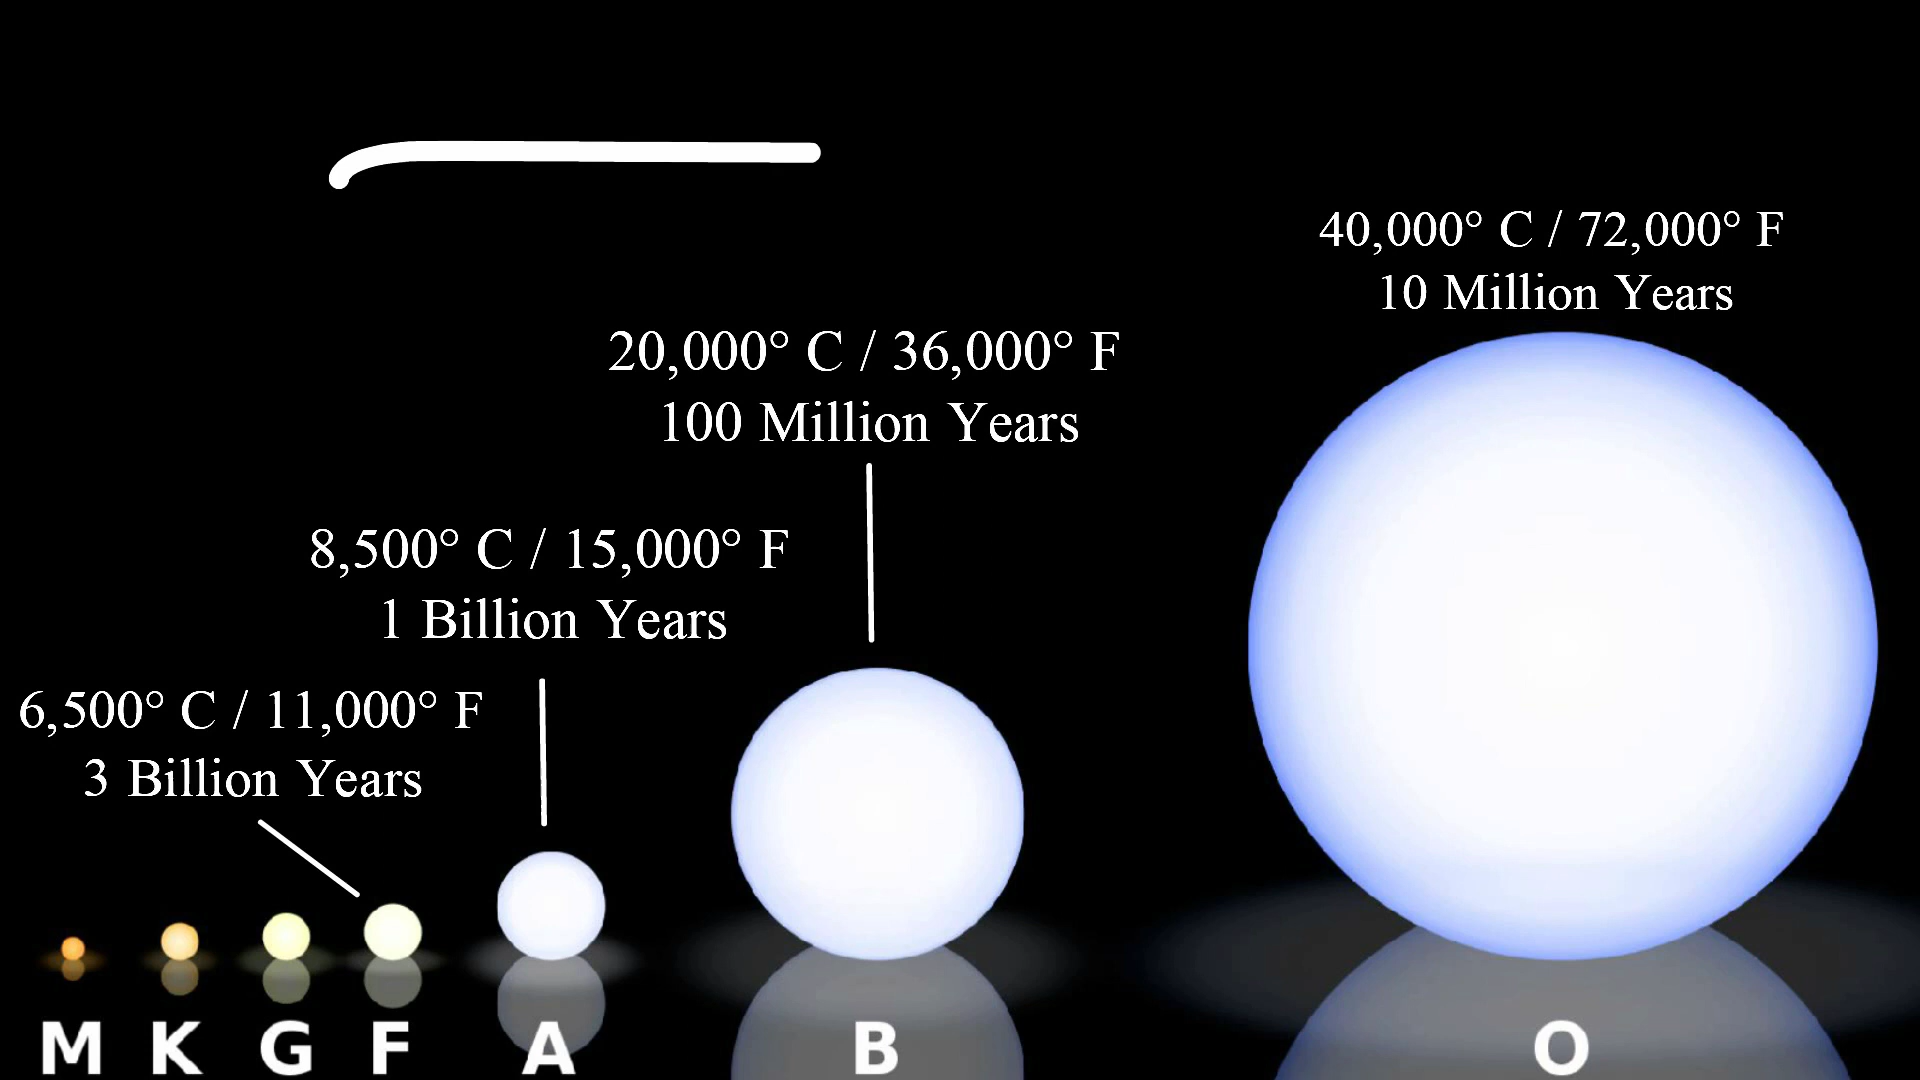 40,000° C / 72,000° F
10 Million Years
20,000° C / 36,000° F
100 Million Years
8,500° C / 15,000° F
1 Billion Years
6,500° C / 11,000° F
3 Billion Years
M K G F A B O